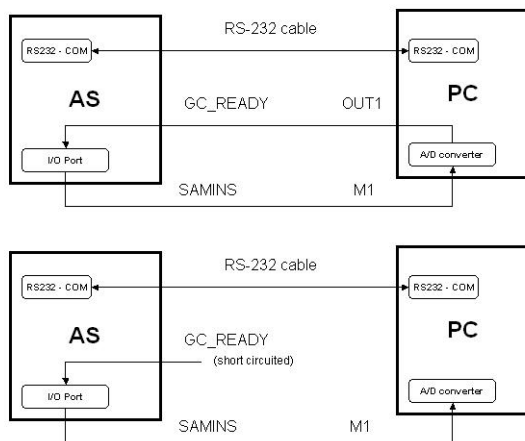 RS-232 cable
RS232 - COM
RS232 - COM
AS
PC
GC_READY
OUT1
I/O Port
A/D converter
SAMINS
M1
RS-232 cable
RS232 - COM
RS232 - COM
AS
PC
GC_READY
(short circuited)
I/O Port
A/D converter
SAMINS
M1